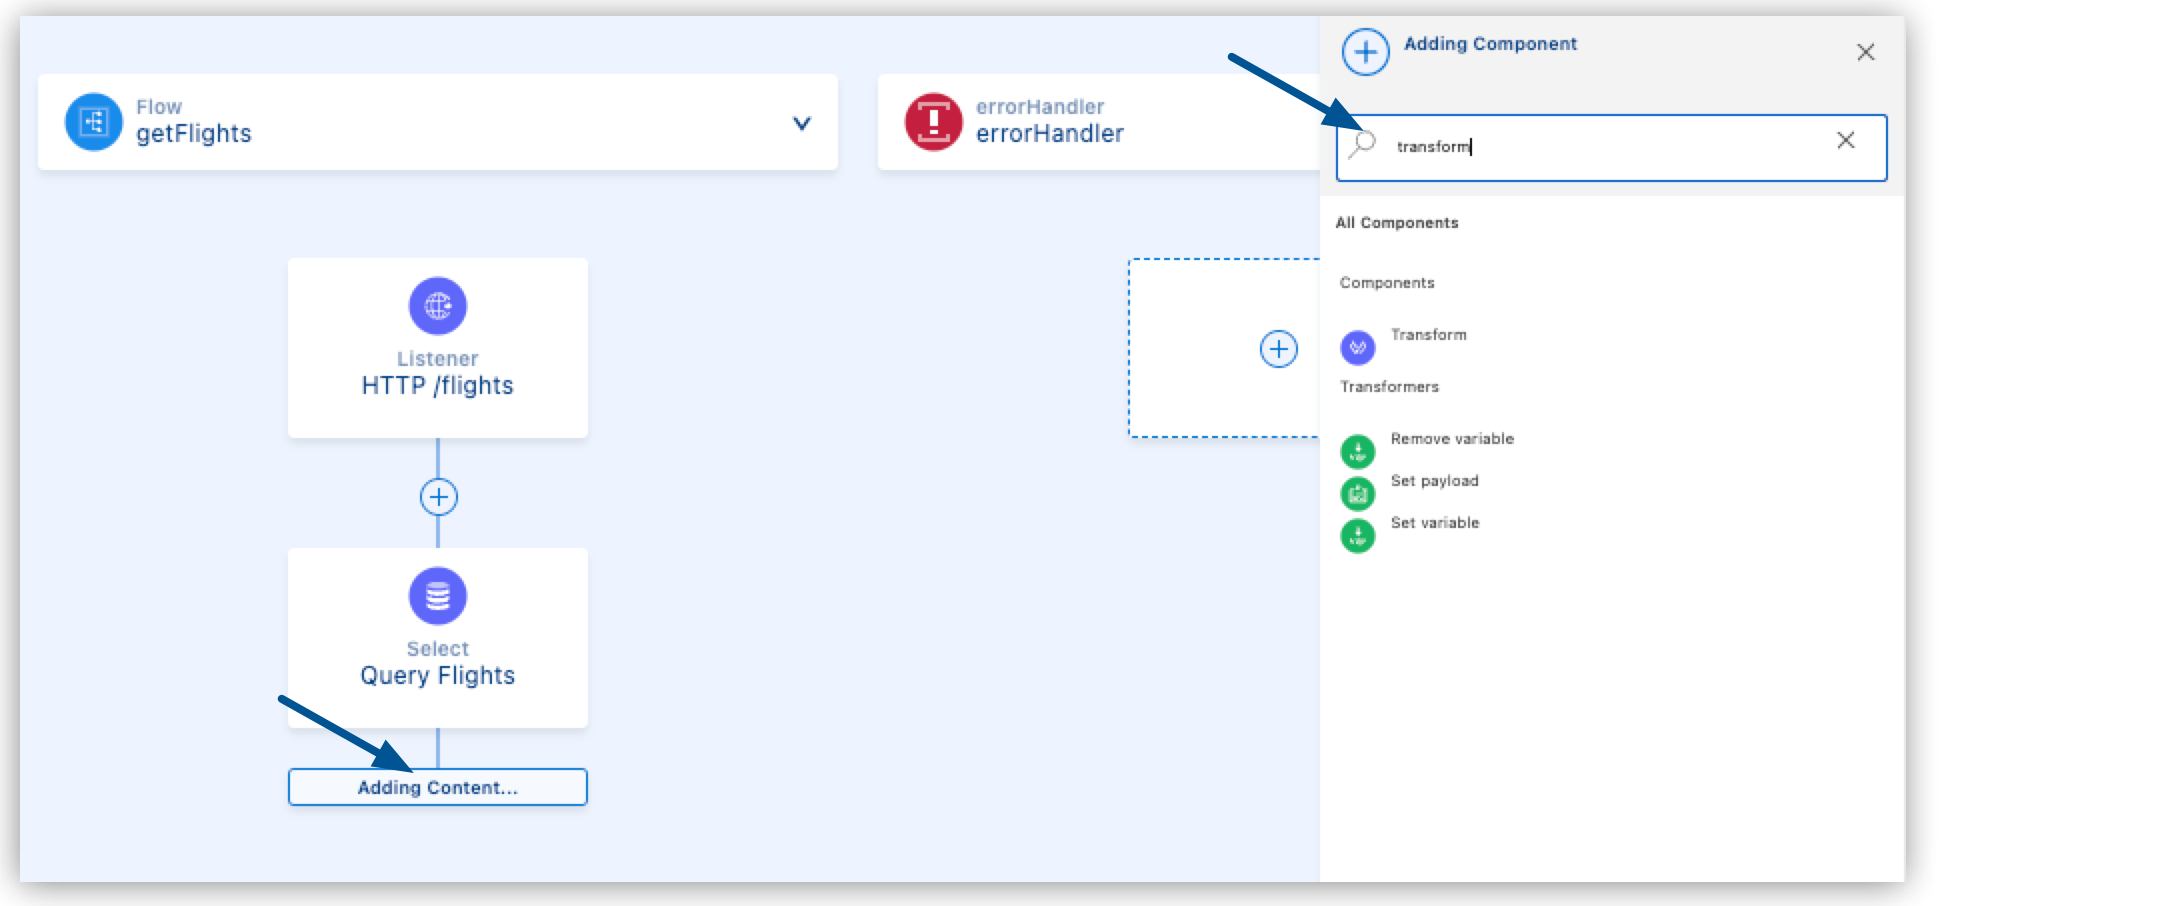 Flow
getFlights
errorHandler
errorHandler
Listener
HTTP /flights
Select
Query Flights
Adding Content...
Adding Component
transform
All Components
Components
Transform
Transformers
Remove variable
Set payload
Set variable